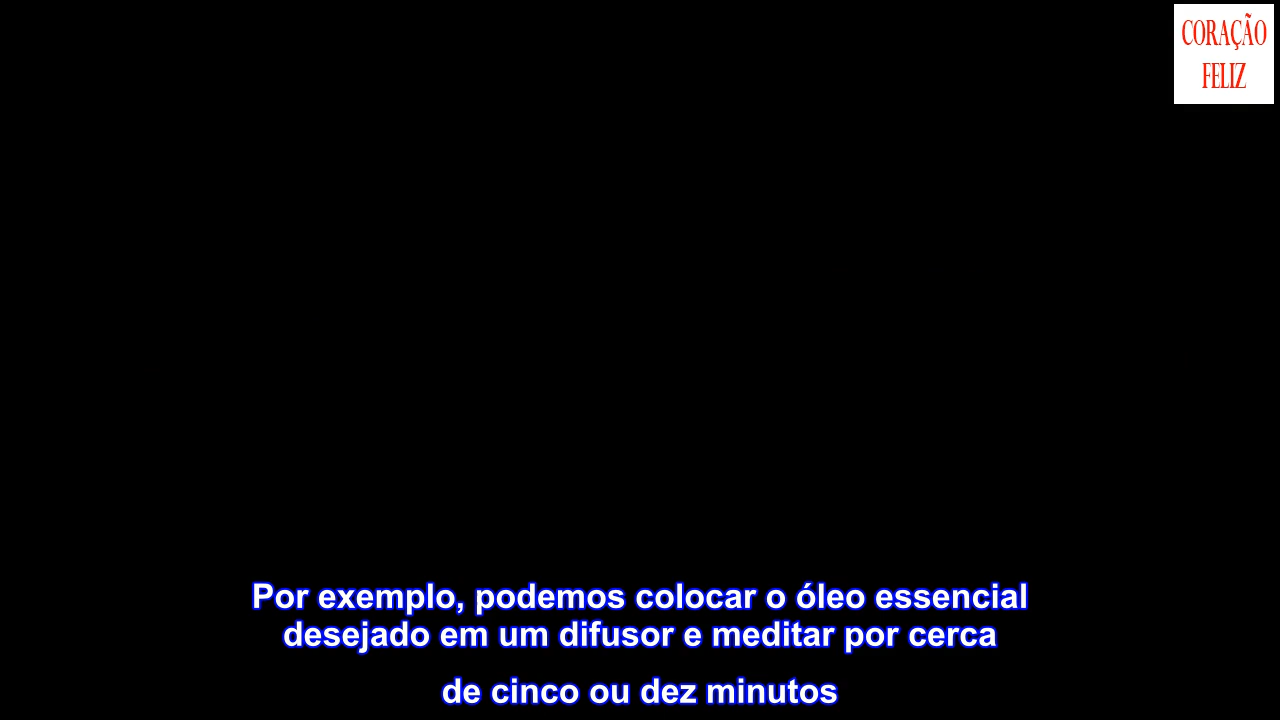 CORAÇÃO
FELIZ
Por exemplo, podemos colocar o óleo essencial
desejado em um difusor e meditar por cerca
de cinco ou dez minutos